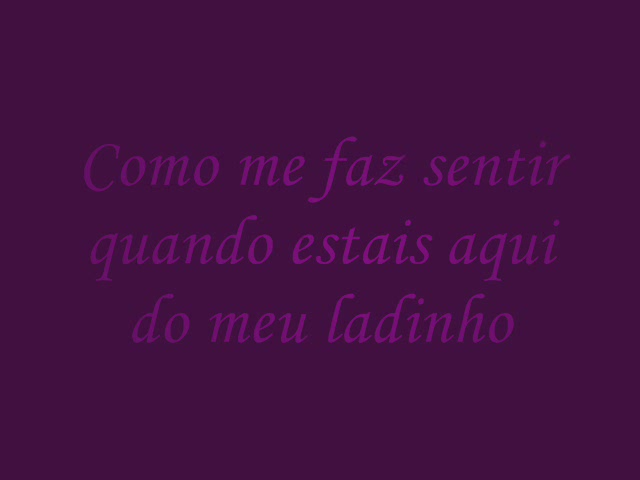 Como me faz sentir
quando estais aqui
do meu ladinho